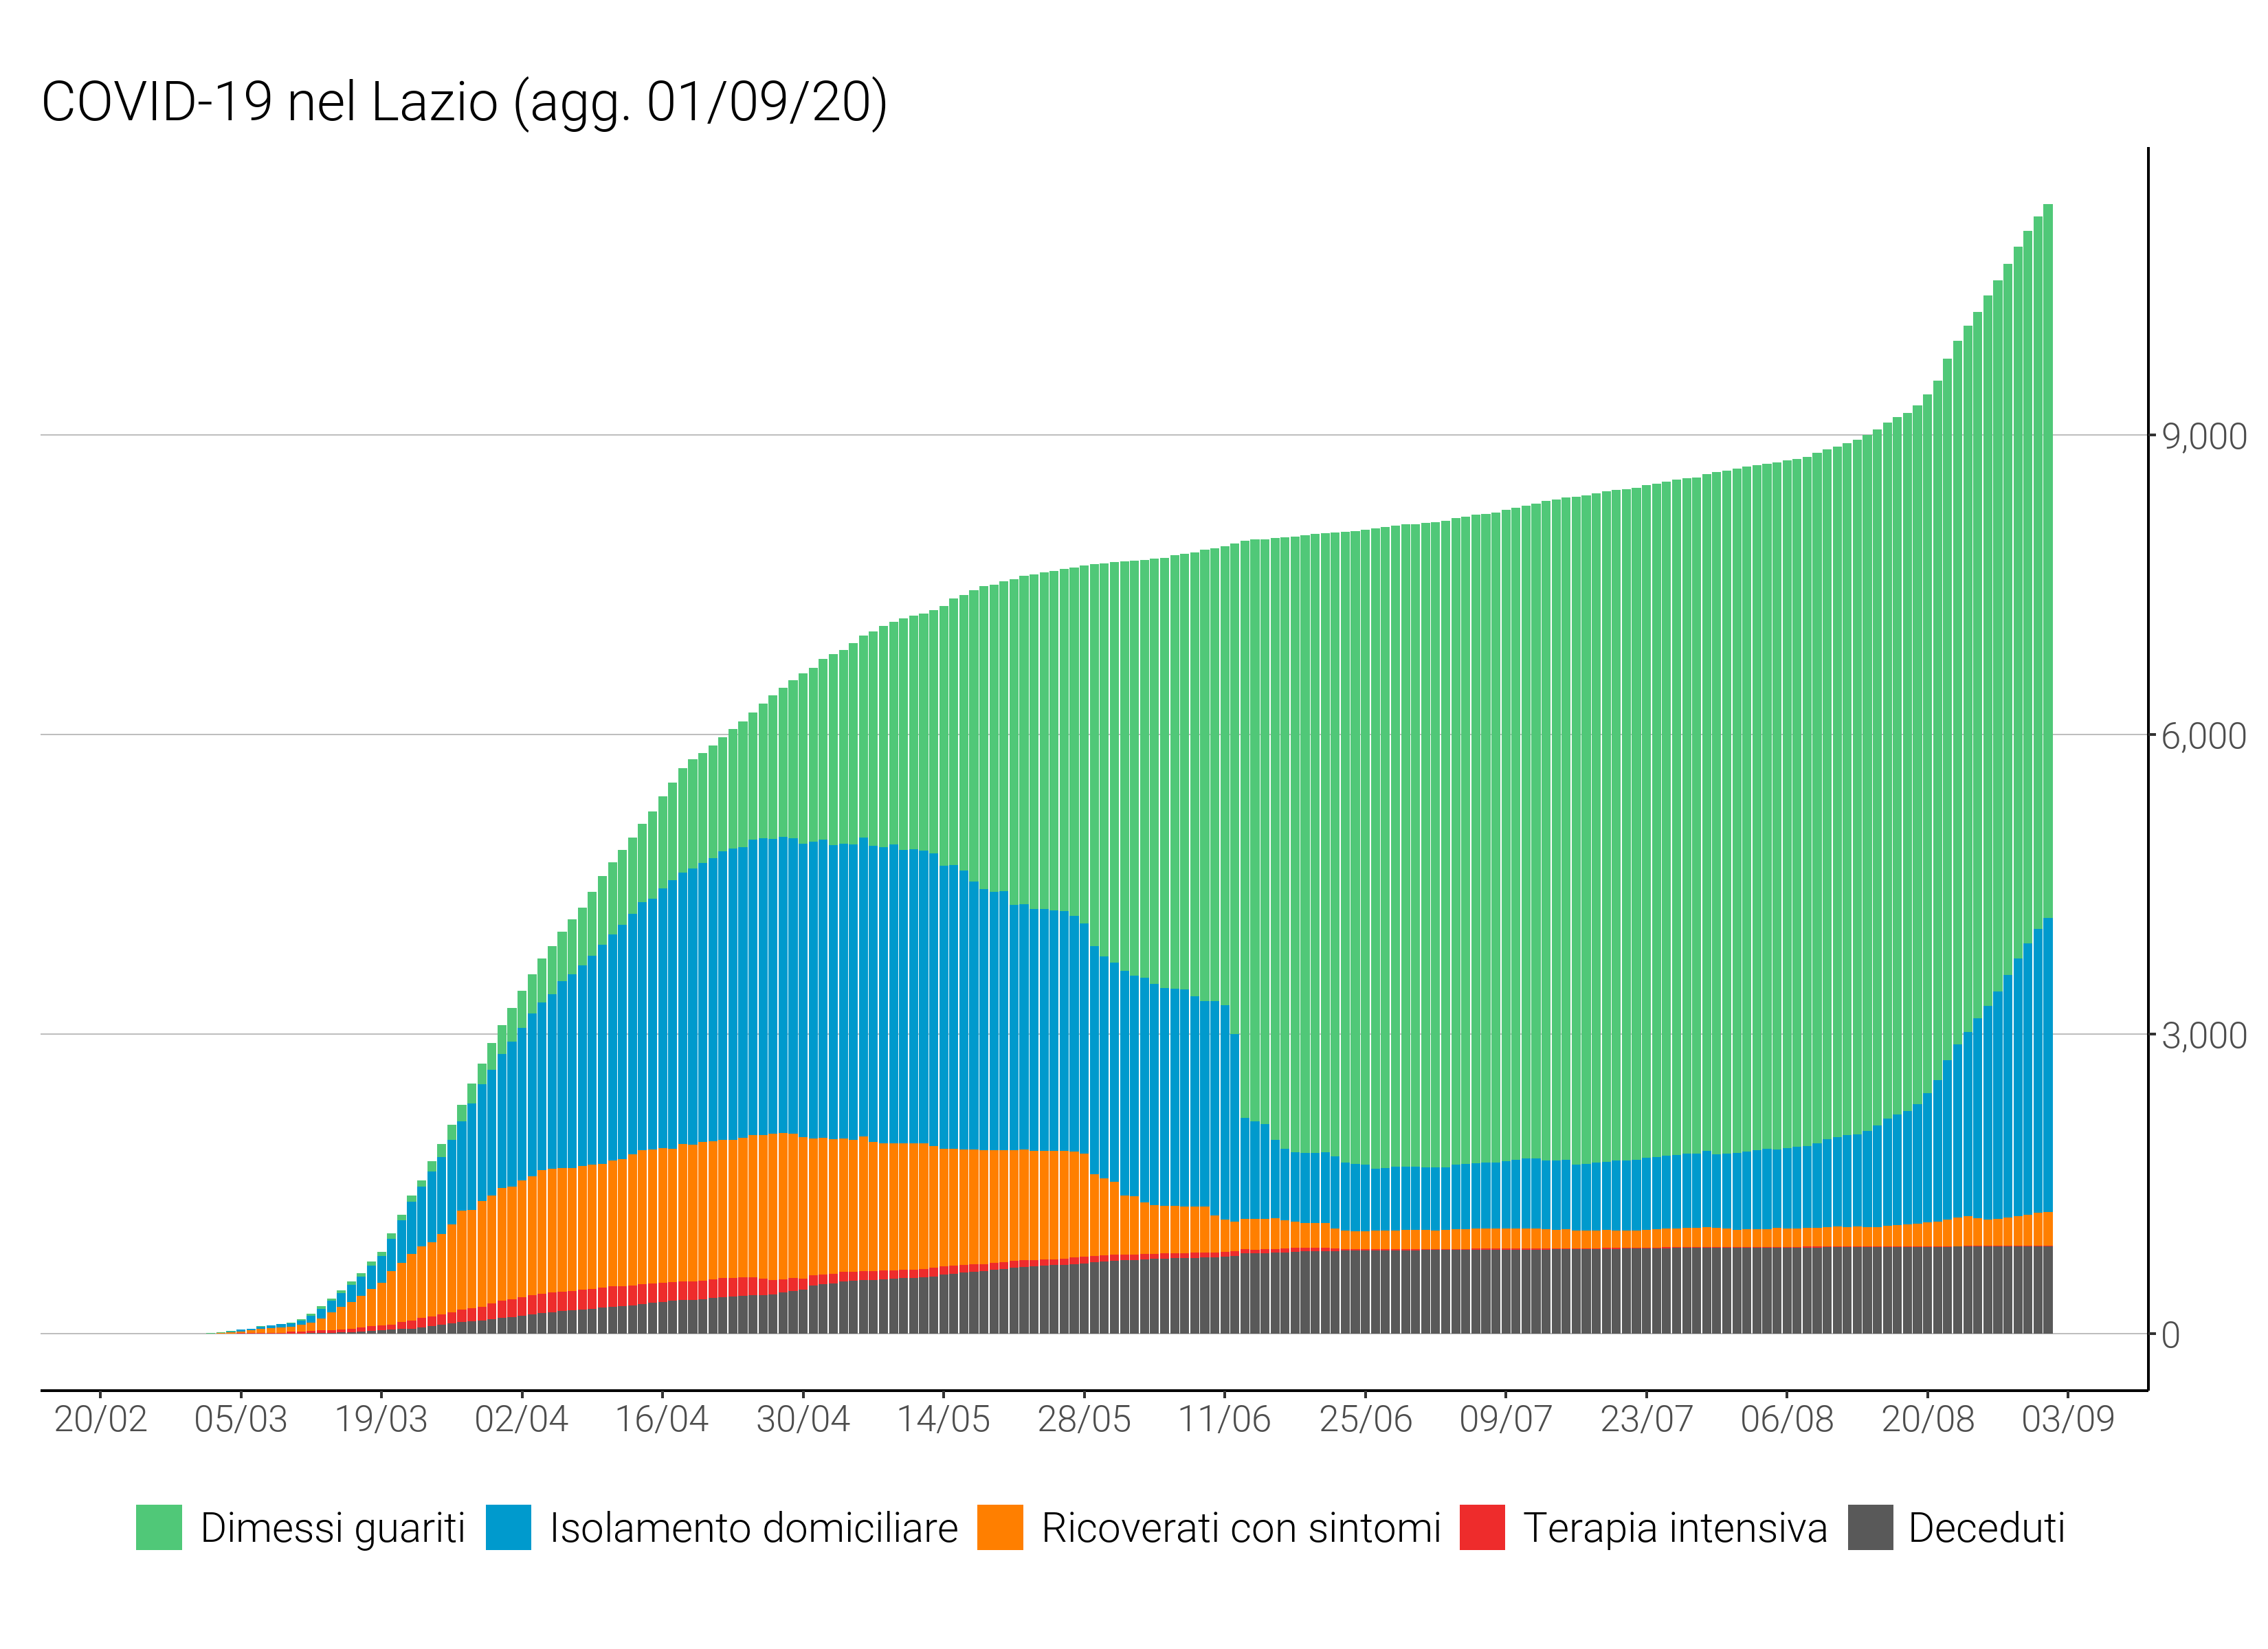 COVID-19 nel Lazio (agg. 01/09/20)
9,000
6,000
3,000
0
20/02 05/03 19/03 02/04 16/04 30/04 14/05 28/05 11/06 25/06 09/07 23/07 06/08 20/08 03/09
Dimessi guariti Isolamento domiciliare Ricoverati con sintomi Terapia intensiva Deceduti